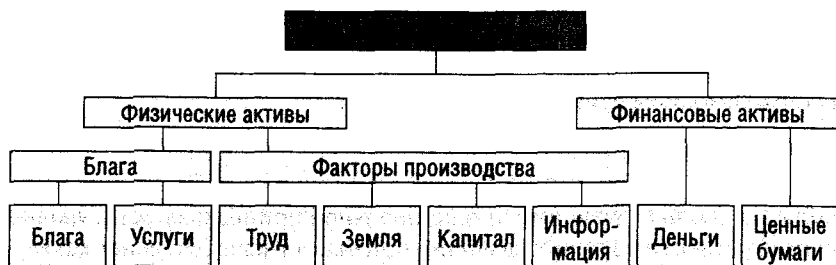 Физические активы
Финансовые активы
Блага
Факторы производства
Блага
Услуги
Труд
Земля
Капитал
Инфор-
мация
Деньги
Ценные
бумаги